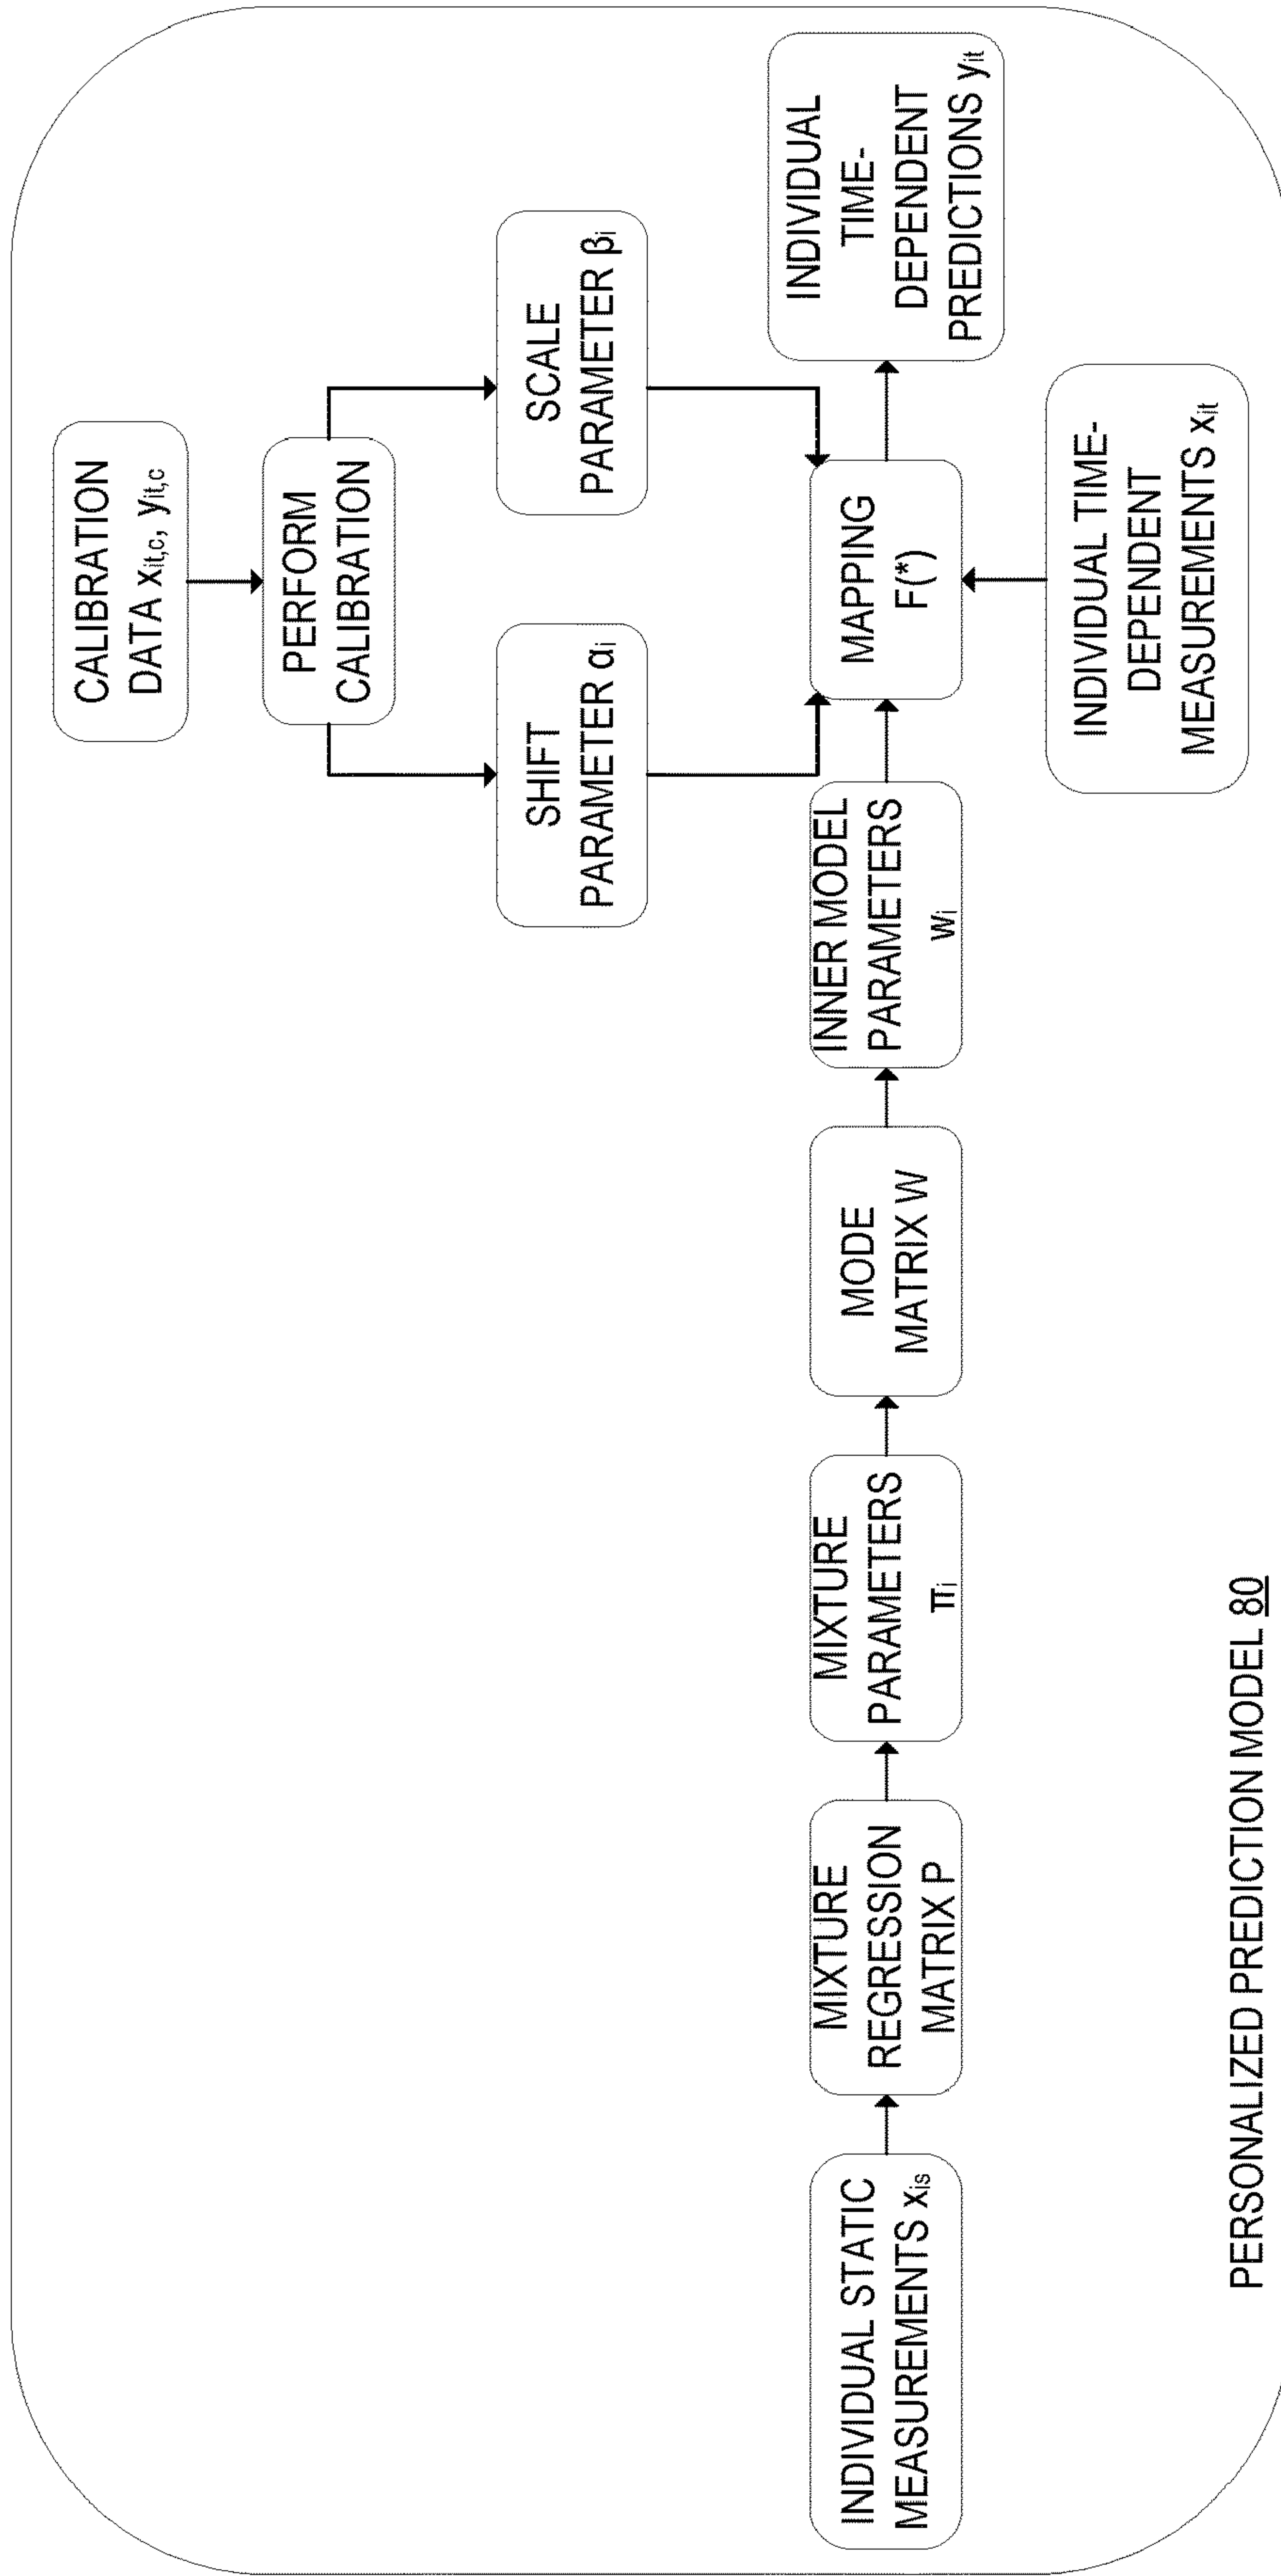 CALIBRATION
DATA xit,c, yit,c
PERFORM
CALIBRATION
SHIFT
PARAMETER αi
SCALE
PARAMETER βi
INDIVIDUAL STATIC
MEASUREMENTS xis
MIXTURE
REGRESSION
MATRIX P
MIXTURE
PARAMETERS
πi
MODE
MATRIX W
INNER MODEL
PARAMETERS
wi
MAPPING
F(*)
INDIVIDUAL
TIME-
DEPENDENT
PREDICTIONS yit
INDIVIDUAL TIME-
DEPENDENT
MEASUREMENTS xit
PERSONALIZED PREDICTION MODEL 80